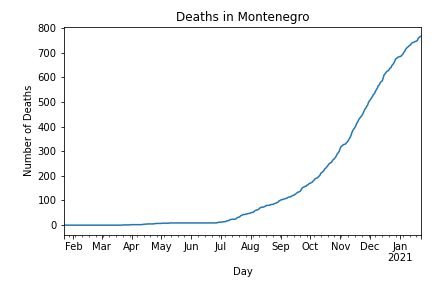 Deaths in Montenegro
800
700
600
500
400
300
200
100
0
Number of Deaths
Feb Mar Apr May Jun Jul Aug Sep Oct Nov Dec Jan
2021
Day